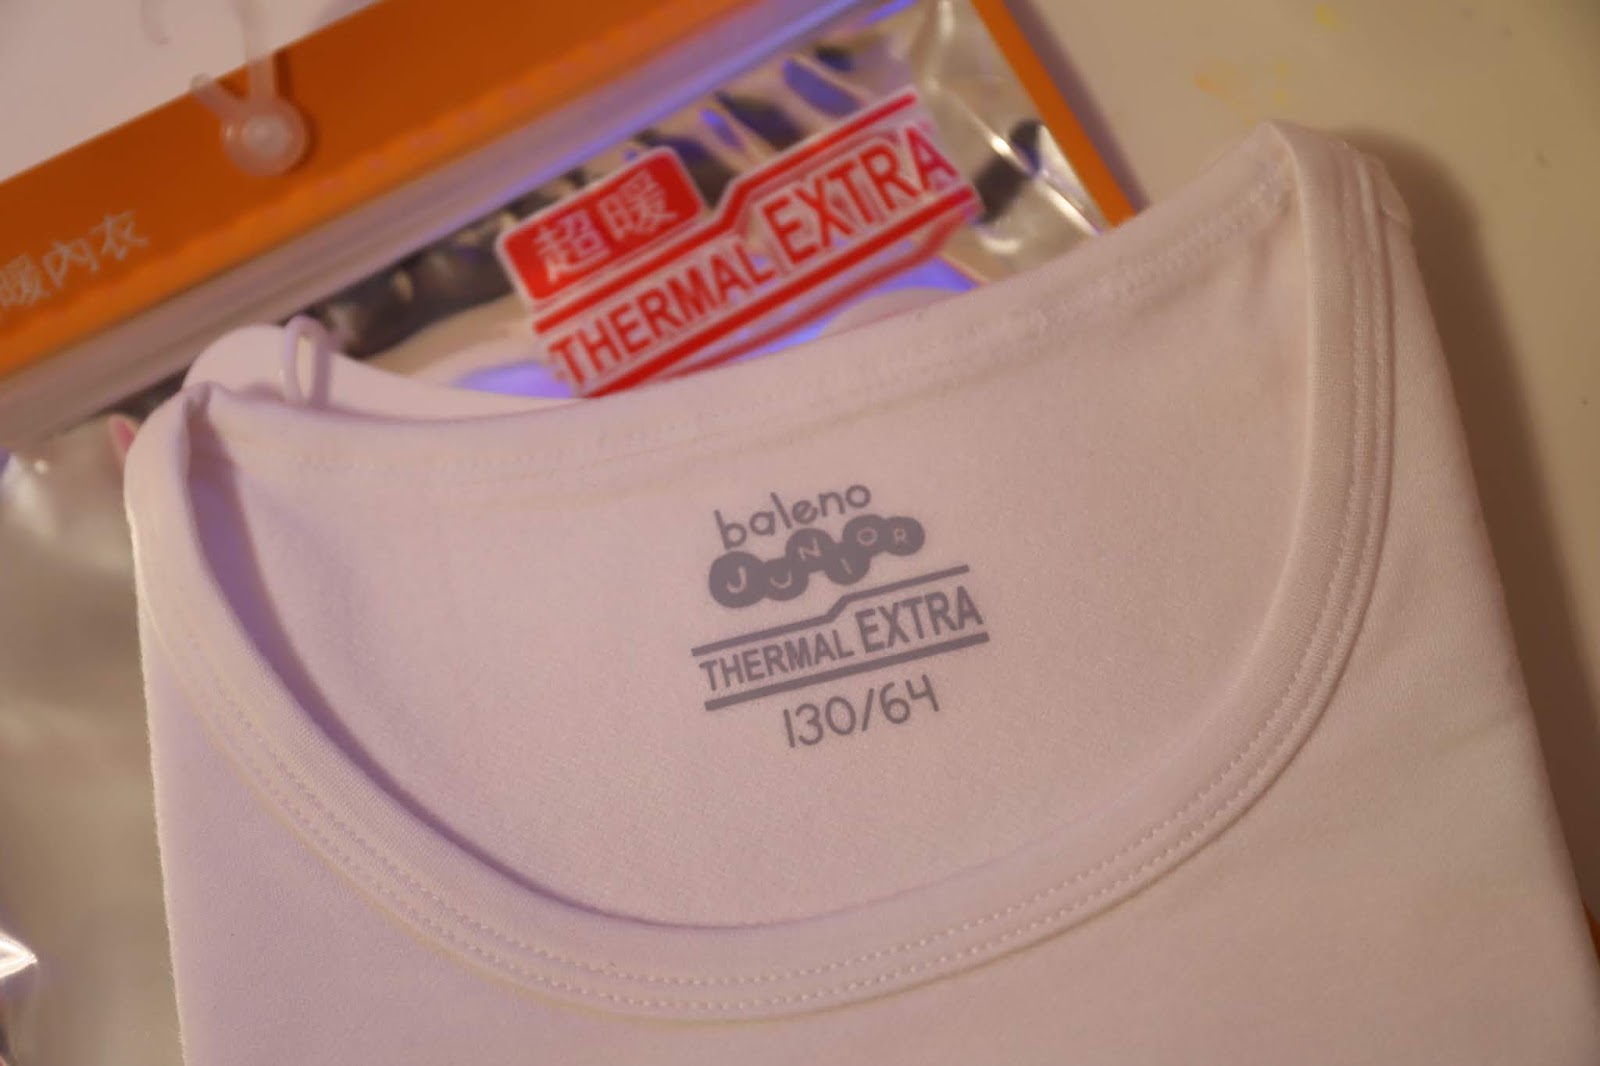 暖內衣
超暖
THERMAL EXTRA
baleno
JUNIOR
THERMAL EXTRA
130/64